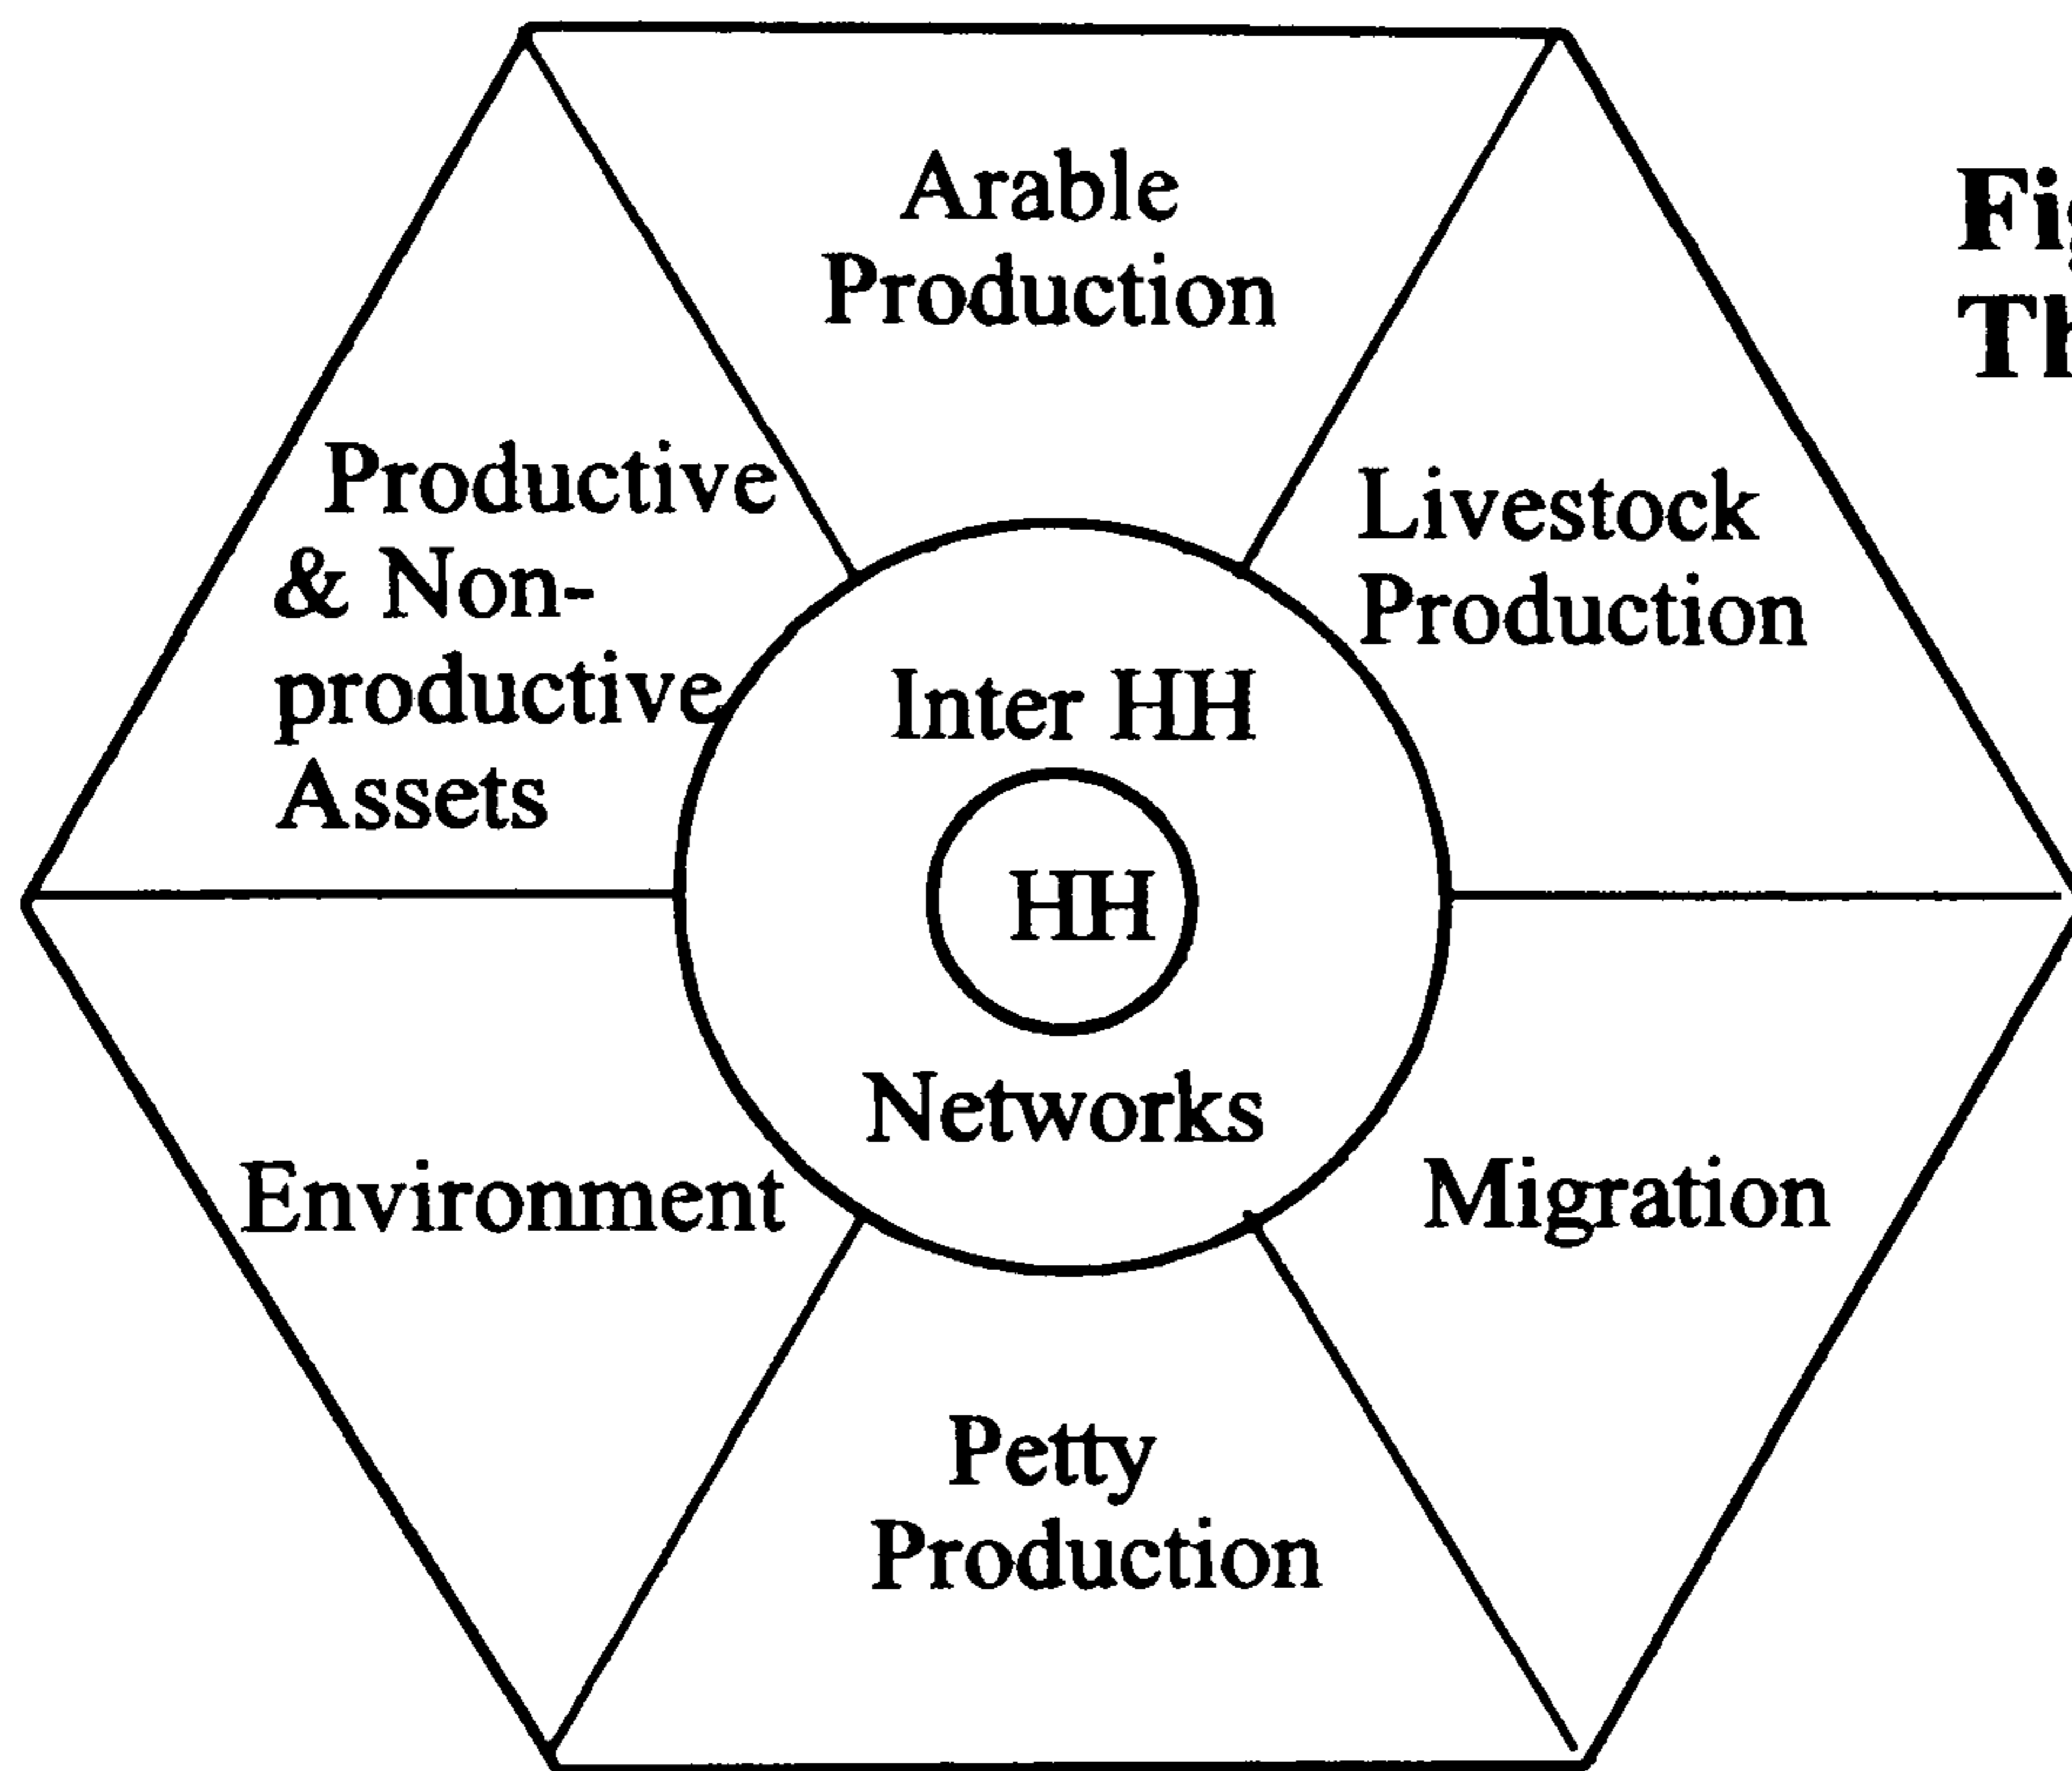 Arable
Production
Livestock
Production
Productive
& Non-
productive
Assets
Inter HH
HH
Networks
Environment
Migration
Petty
Production